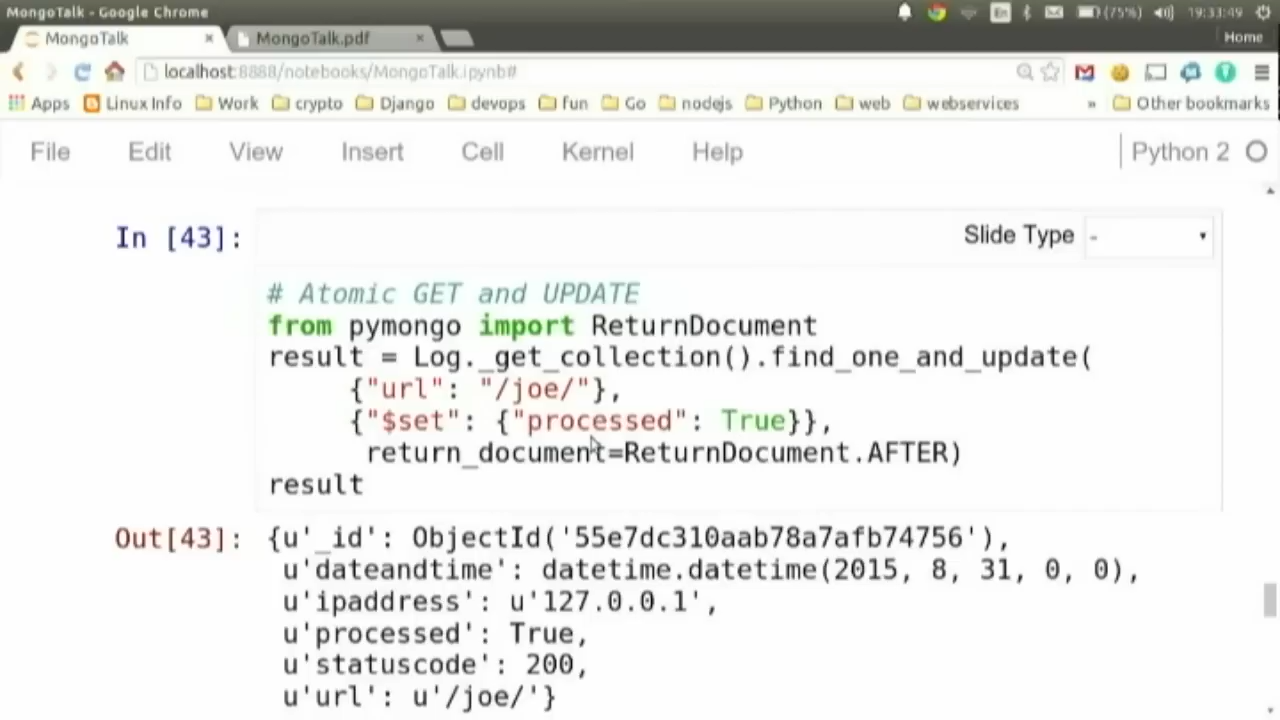 MongoTalk - Google Chrome
En
(75%)
19:33:49
MongoTalk
×
MongoTalk.pdf
×
Home
localhost:8888/notebooks/MongoTalk.ipynb#
Apps
Linux Info
Work
crypto
Django
devops
fun
Go
nodejs
Python
web
webservices
»
Other bookmarks
File
Edit
View
Insert
Cell
Kernel
Help
Python 2
In [43]:
Slide Type
-
# Atomic GET and UPDATE
from pymongo import ReturnDocument
result = Log._get_collection().find_one_and_update(
{"url": "/joe/"},
{"$set": {"processed": True}},
return_document=ReturnDocument.AFTER)
result
Out[43]:
{u'_id': ObjectId('55e7dc310aab78a7afb74756'),
u'dateandtime': datetime.datetime(2015, 8, 31, 0, 0),
u'ipaddress': u'127.0.0.1',
u'processed': True,
u'statuscode': 200,
u'url': u'/joe/'}